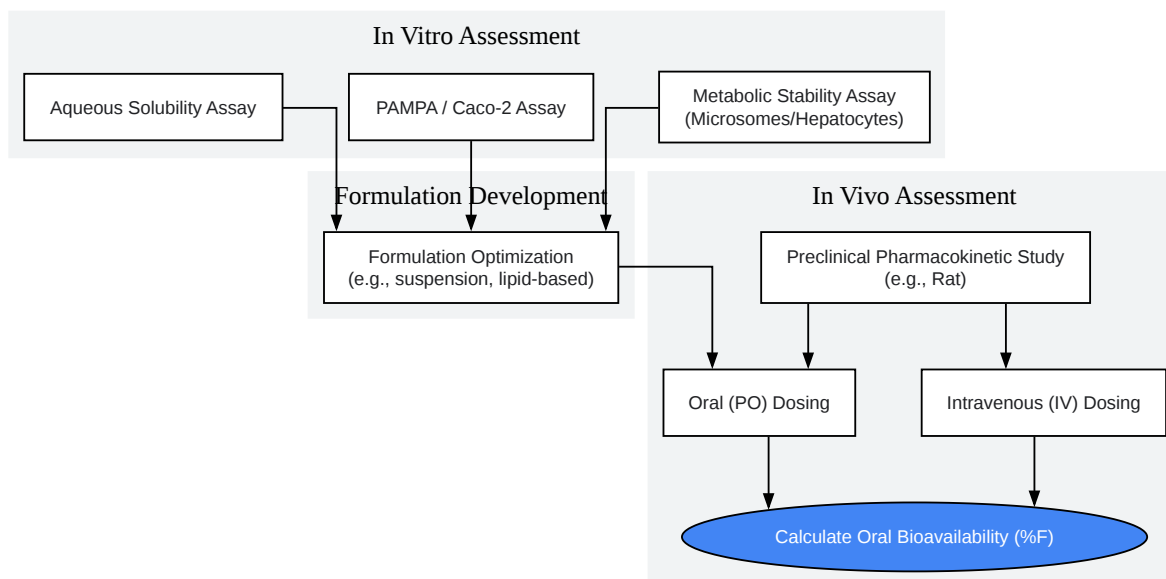 In Vitro Assessment
Aqueous Solubility Assay
PAMPA / Caco-2 Assay
Metabolic Stability Assay
(Microsomes/Hepatocytes)
Formulation Development
In Vivo Assessment
Formulation Optimization
(e.g., suspension, lipid-based)
Preclinical Pharmacokinetic Study
(e.g., Rat)
Oral (PO) Dosing
Intravenous (IV) Dosing
Calculate Oral Bioavailability (%F)